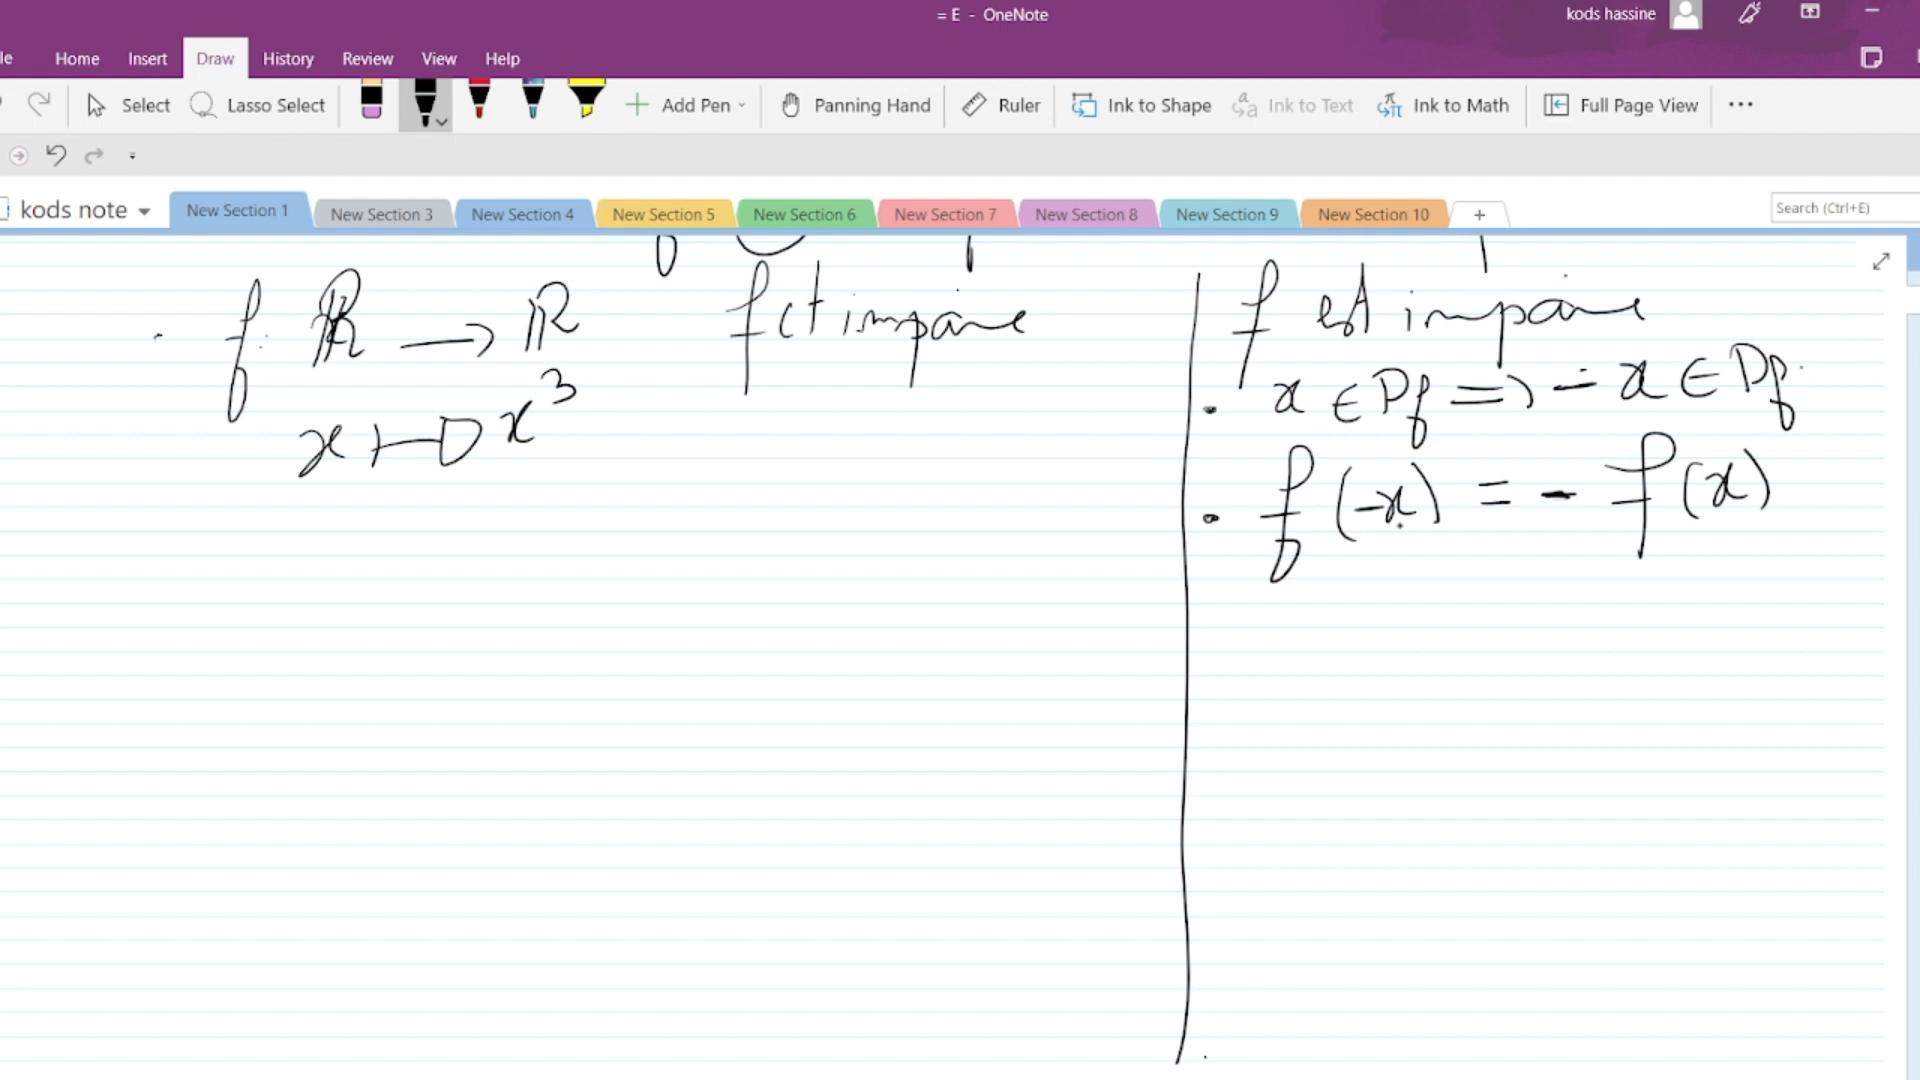 = E - OneNote
kods hassine
le Home Insert Draw History Review View Help
Select Lasso Select Add Pen Panning Hand Ruler Ink to Shape Ink to Text Ink to Math Full Page View
kods note New Section 1 New Section 3 New Section 4 New Section 5 New Section 6 New Section 7 New Section 8 New Section 9 New Section 10 + Search (Ctrl+E)
f: ℝ → ℝ fct impaire
x ↦ x³
f est impaire
• x ∈ Df => -x ∈ Df
• f(-x) = - f(x)